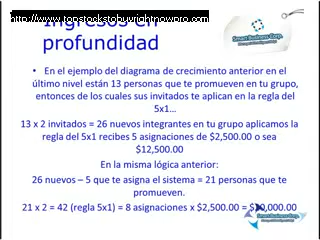 http://www.topstockstobuyrightnowpro.com
Ingresos en
profundidad
Smart Business Corp.
• En el ejemplo del diagrama de crecimiento anterior en el
último nivel están 13 personas que te promueven en tu grupo,
entonces de los cuales sus invitados te aplican en la regla del
5x1…
13 x 2 invitados = 26 nuevos integrantes en tu grupo aplicamos la
regla del 5x1 recibes 5 asignaciones de $2,500.00 o sea
$12,500.00
En la misma lógica anterior:
26 nuevos – 5 que te asigna el sistema = 21 personas que te
promueven.
21 x 2 = 42 (regla 5x1) = 8 asignaciones x $2,500.00 = $20,000.00
Smart Business Corp.